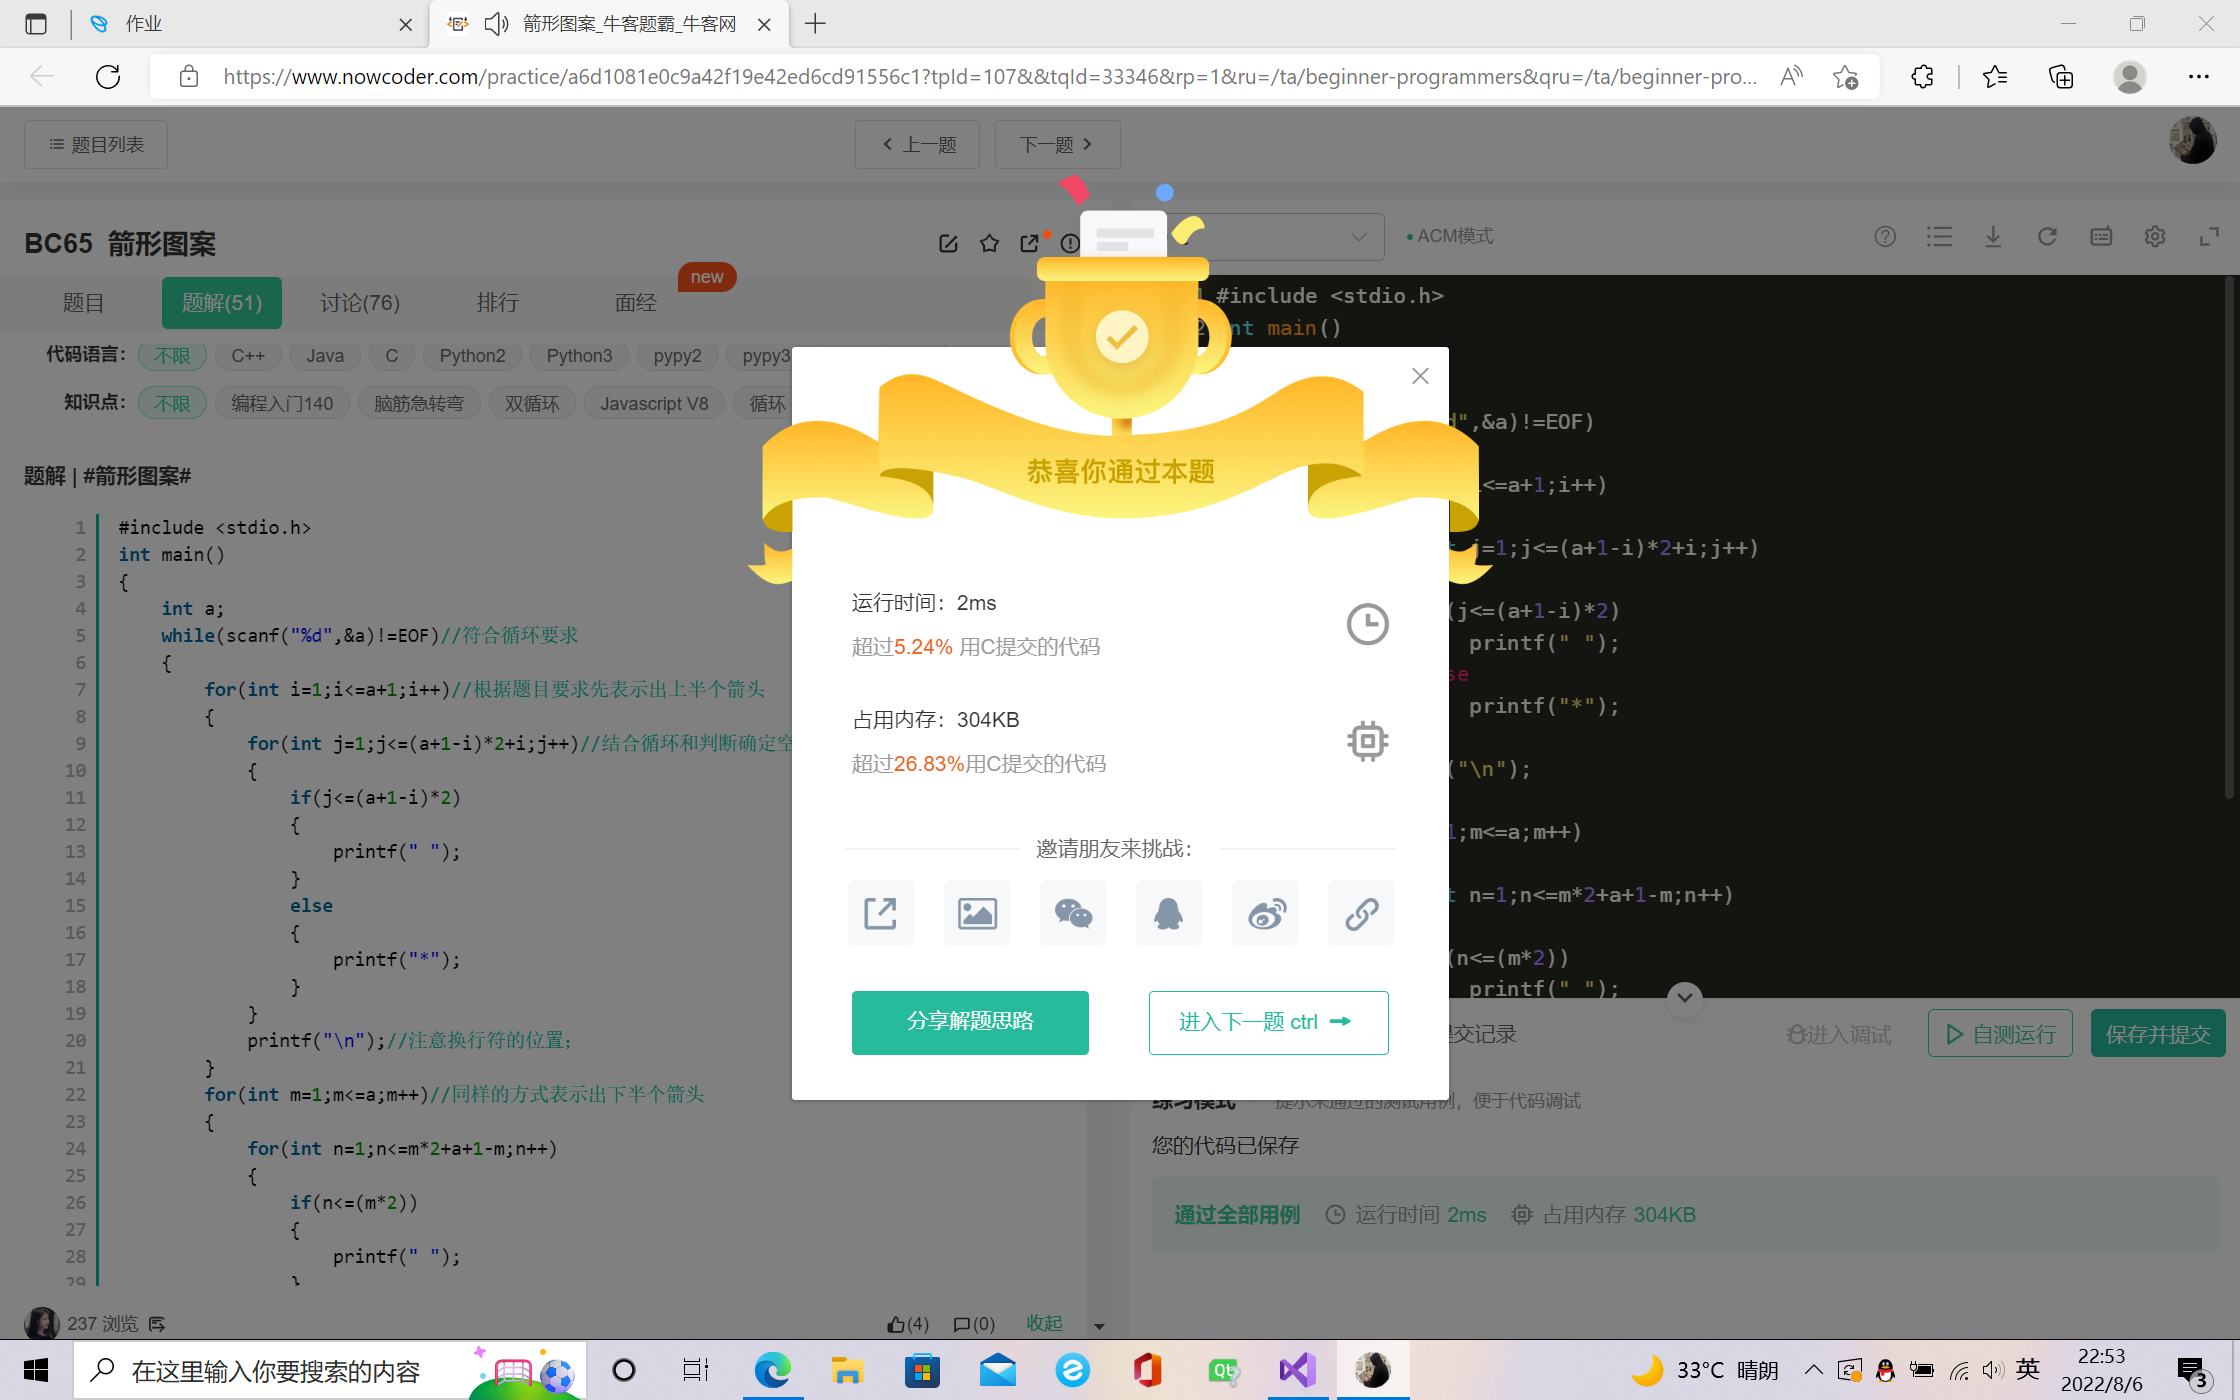 作业
箭形图案_牛客题霸_牛客网
https://www.nowcoder.com/practice/a6d1081e0c9a42f19e42ed6cd91556c1?tpId=107&&tqId=33346&rp=1&ru=/ta/beginner-programmers&qru=/ta/beginner-pro...
题目列表
上一题
下一题
BC65 箭形图案
ACM模式
new
题目
题解(51)
讨论(76)
排行
面经
代码语言:
不限
C++
Java
C
Python2
Python3
pypy2
pypy3
知识点:
不限
编程入门140
脑筋急转弯
双循环
Javascript V8
循环
题解 | #箭形图案#
1 #include <stdio.h>
2 int main()
3 {
4 int a;
5 while(scanf("%d",&a)!=EOF)//符合循环要求
6 {
7 for(int i=1;i<=a+1;i++)//根据题目要求先表示出上半个箭头
8 {
9 for(int j=1;j<=(a+1-i)*2+i;j++)//结合循环和判断确定空
10 {
11 if(j<=(a+1-i)*2)
12 {
13 printf(" ");
14 }
15 else
16 {
17 printf("*");
18 }
19 }
20 printf("\n");//注意换行符的位置;
21 }
22 for(int m=1;m<=a;m++)//同样的方式表示出下半个箭头
23 {
24 for(int n=1;n<=m*2+a+1-m;n++)
25 {
26 if(n<=(m*2))
27 {
28 printf(" ");
29 }
237 浏览
(4)
(0)
收起
恭喜你通过本题
运行时间: 2ms
超过5.24% 用C提交的代码
占用内存: 304KB
超过26.83%用C提交的代码
邀请朋友来挑战:
分享解题思路
进入下一题 ctrl
#include <stdio.h>
2 int main()
d",&a)!=EOF)
<=a+1;i++)
j=1;j<=(a+1-i)*2+i;j++)
(j<=(a+1-i)*2)
printf(" ");
se
printf("*");
("\n");
1;m<=a;m++)
t n=1;n<=m*2+a+1-m;n++)
(n<=(m*2))
printf(" ");
交记录
进入调试
自测运行
保存并提交
练习模式
提示未通过的测试用例，便于代码调试
您的代码已保存
通过全部用例
运行时间 2ms
占用内存 304KB
在这里输入你要搜索的内容
33°C 晴朗
英
22:53
2022/8/6
3